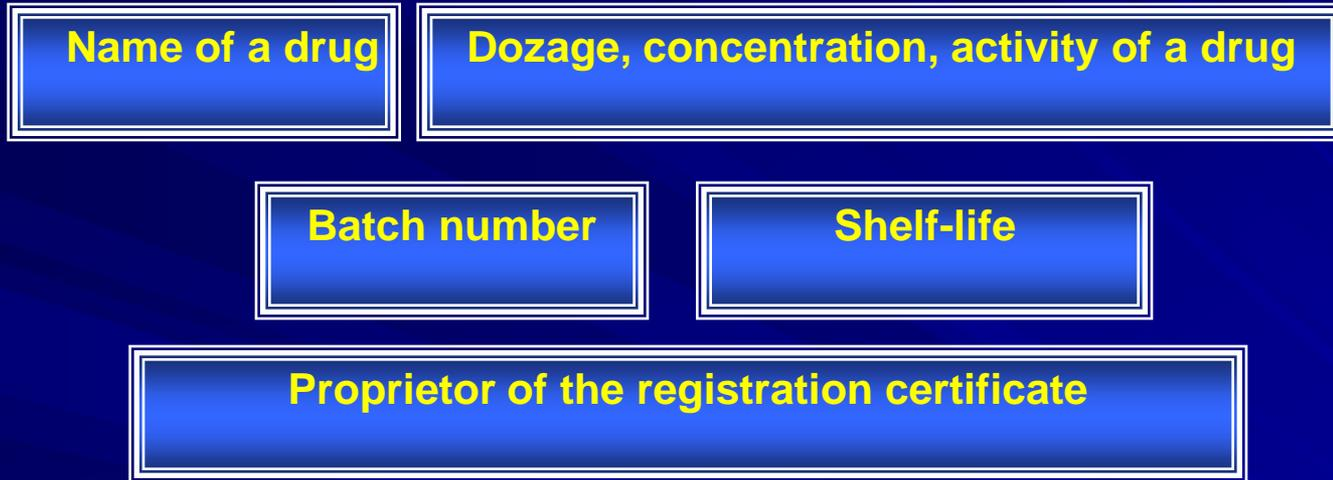 Name of a drug
Dozage, concentration, activity of a drug
Batch number
Shelf-life
Proprietor of the registration certificate